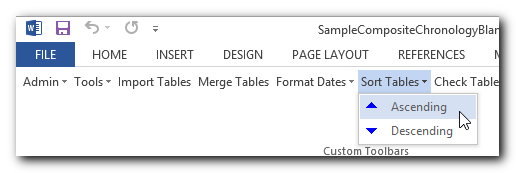 SampleCompositeChronologyBlan
FILE HOME INSERT DESIGN PAGE LAYOUT REFERENCES M
Admin Tools Import Tables Merge Tables Format Dates Sort Tables Check Table
Ascending
Descending
Custom Toolbars